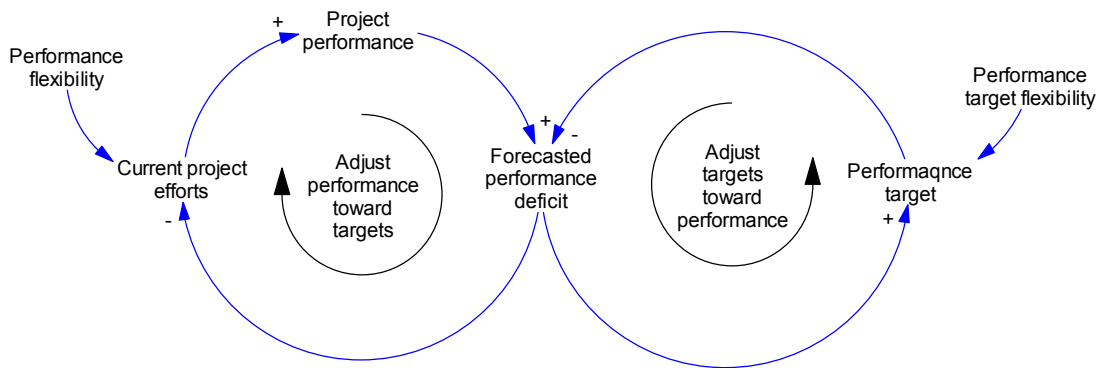 Performance
flexibility
+
Project
performance
Current project
efforts
-
Adjust
performance
toward
targets
+
-
Forecasted
performance
deficit
Adjust
targets
toward
performance
Performance
target flexibility
Performaqnce
target
+